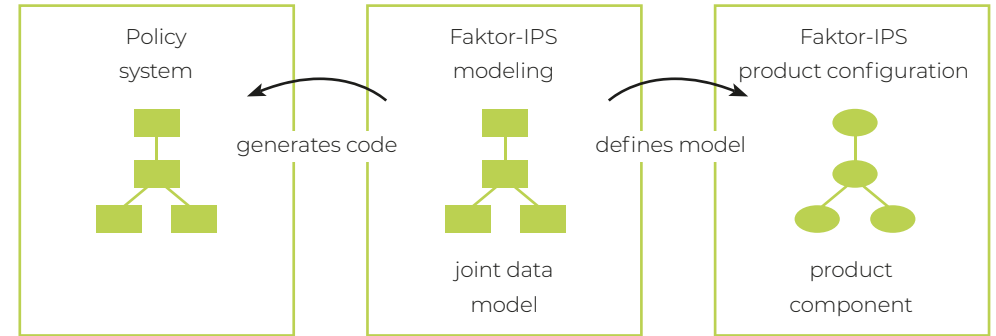 Policy
system
generates code
Faktor-IPS
modeling
joint data
model
defines model
Faktor-IPS
product configuration
product
component